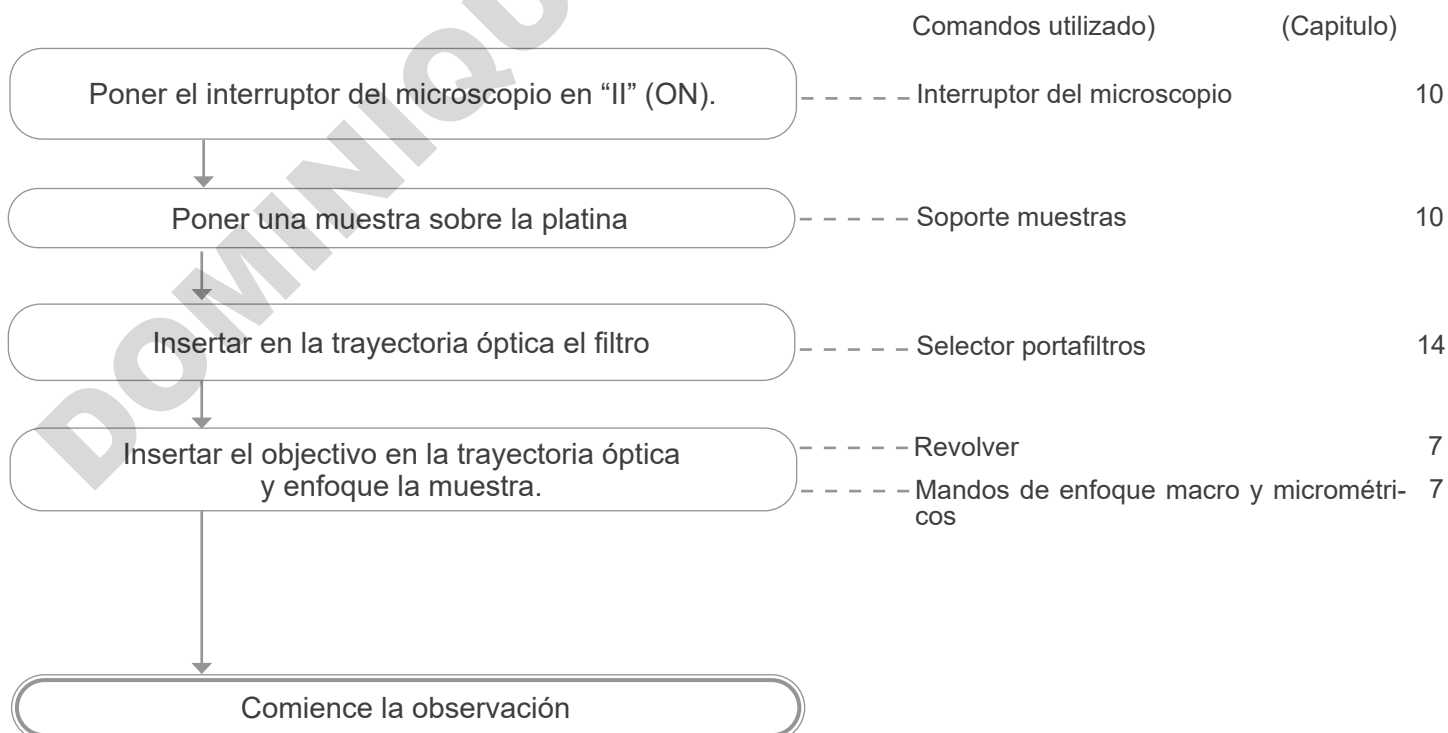 Comandos utilizado) (Capitulo)
Poner el interruptor del microscopio en “II” (ON). Interruptor del microscopio 10
Poner una muestra sobre la platina Soporte muestras 10
Insertar en la trayectoria óptica el filtro Selector portafiltros 14
Insertar el objectivo en la trayectoria óptica
y enfoque la muestra.
Revolver 7
Mandos de enfoque macro y micrométri- 7
cos
Comience la observación
DOMINIQU